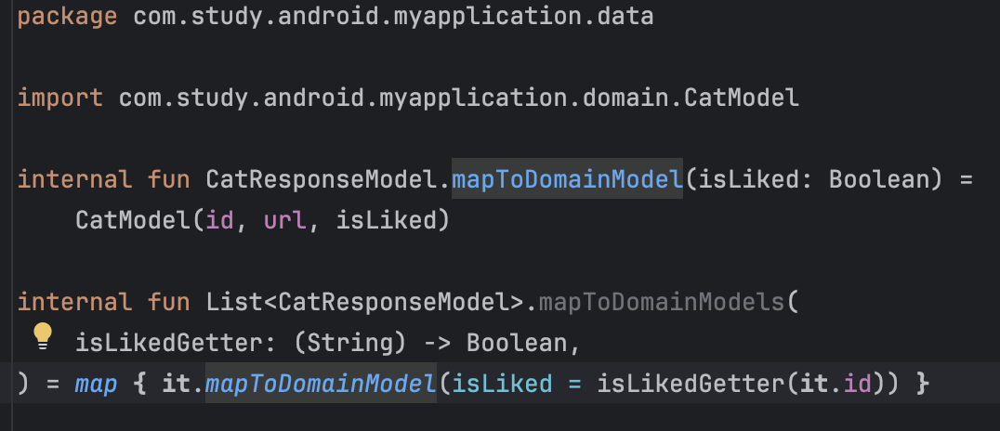 package com.study.android.myapplication.data
import com.study.android.myapplication.domain.CatModel
internal fun CatResponseModel.mapToDomainModel(isLiked: Boolean) =
CatModel(id, url, isLiked)
internal fun List<CatResponseModel>.mapToDomainModels(
isLikedGetter: (String) -> Boolean,
) = map { it.mapToDomainModel(isLiked = isLikedGetter(it.id)) }